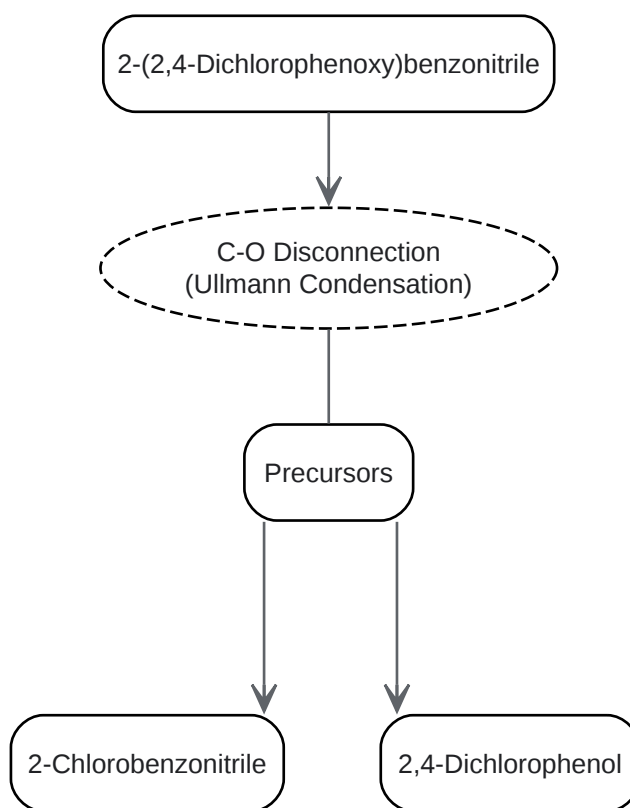 2-(2,4-Dichlorophenoxy)benzonitrile
C-O Disconnection
(Ullmann Condensation)
Precursors
2-Chlorobenzonitrile
2,4-Dichlorophenol